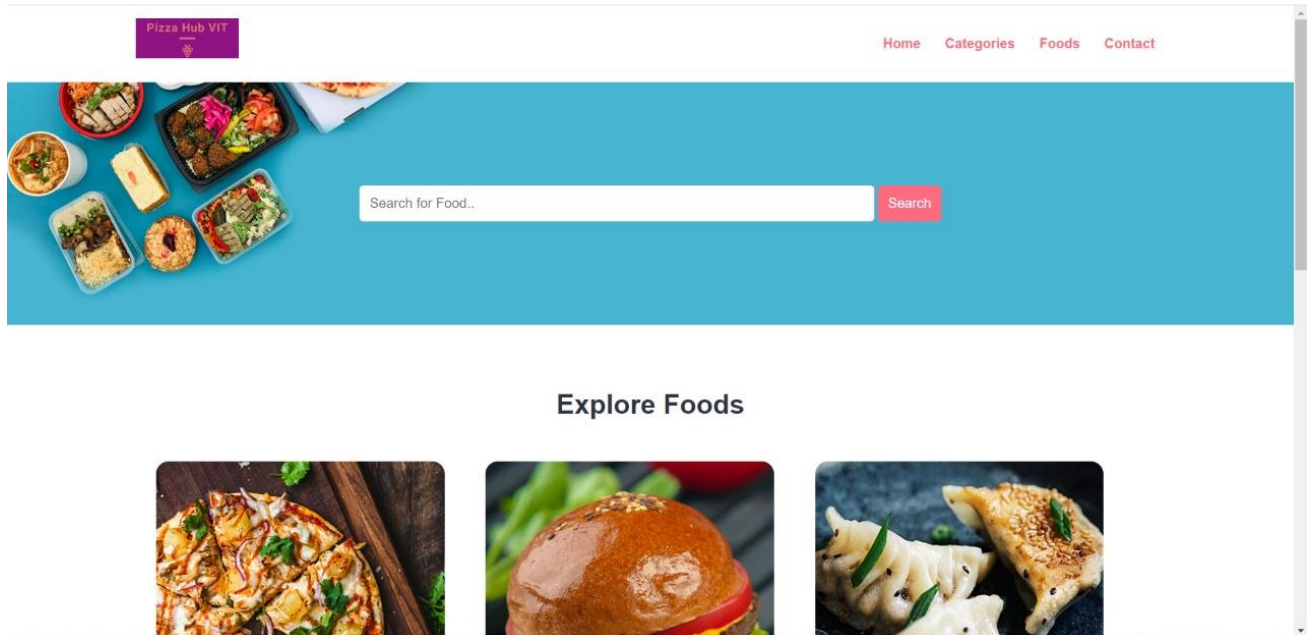 Pizza Hub VIT
Home Categories Foods Contact
Search for Food..
Search
Explore Foods